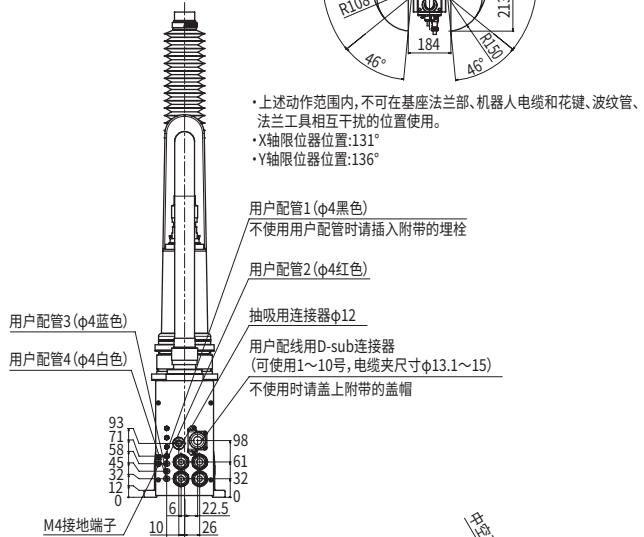 R108
213
184
R150
46°
46°
・上述动作范围内，不可在基座法兰部、机器人电缆和花键、波纹管、
法兰工具相互干扰的位置使用。
・X轴限位器位置：131°
・Y轴限位器位置：136°
用户配管1（φ4黑色）
不使用用户配管时请插入附带的埋栓
用户配管2（φ4红色）
用户配管3（φ4蓝色）
抽吸用连接器φ12
用户配管4（φ4白色）
用户配线用D-sub连接器
（可使用1～10号，电缆夹尺寸φ13.1～15）
不使用时请盖上附带的盖帽
93
71
58
45
32
12
0
98
61
32
0
6
22.5
10
26
M4接地端子
中空